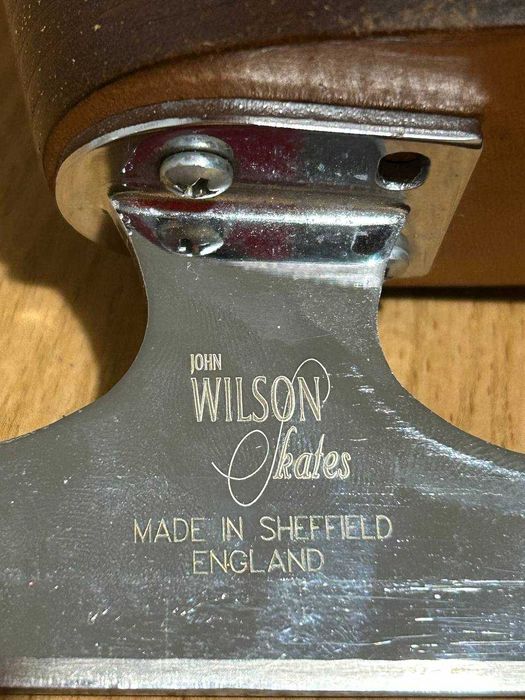 JOHN
WILSON
Skates
MADE IN SHEFFIELD
ENGLAND